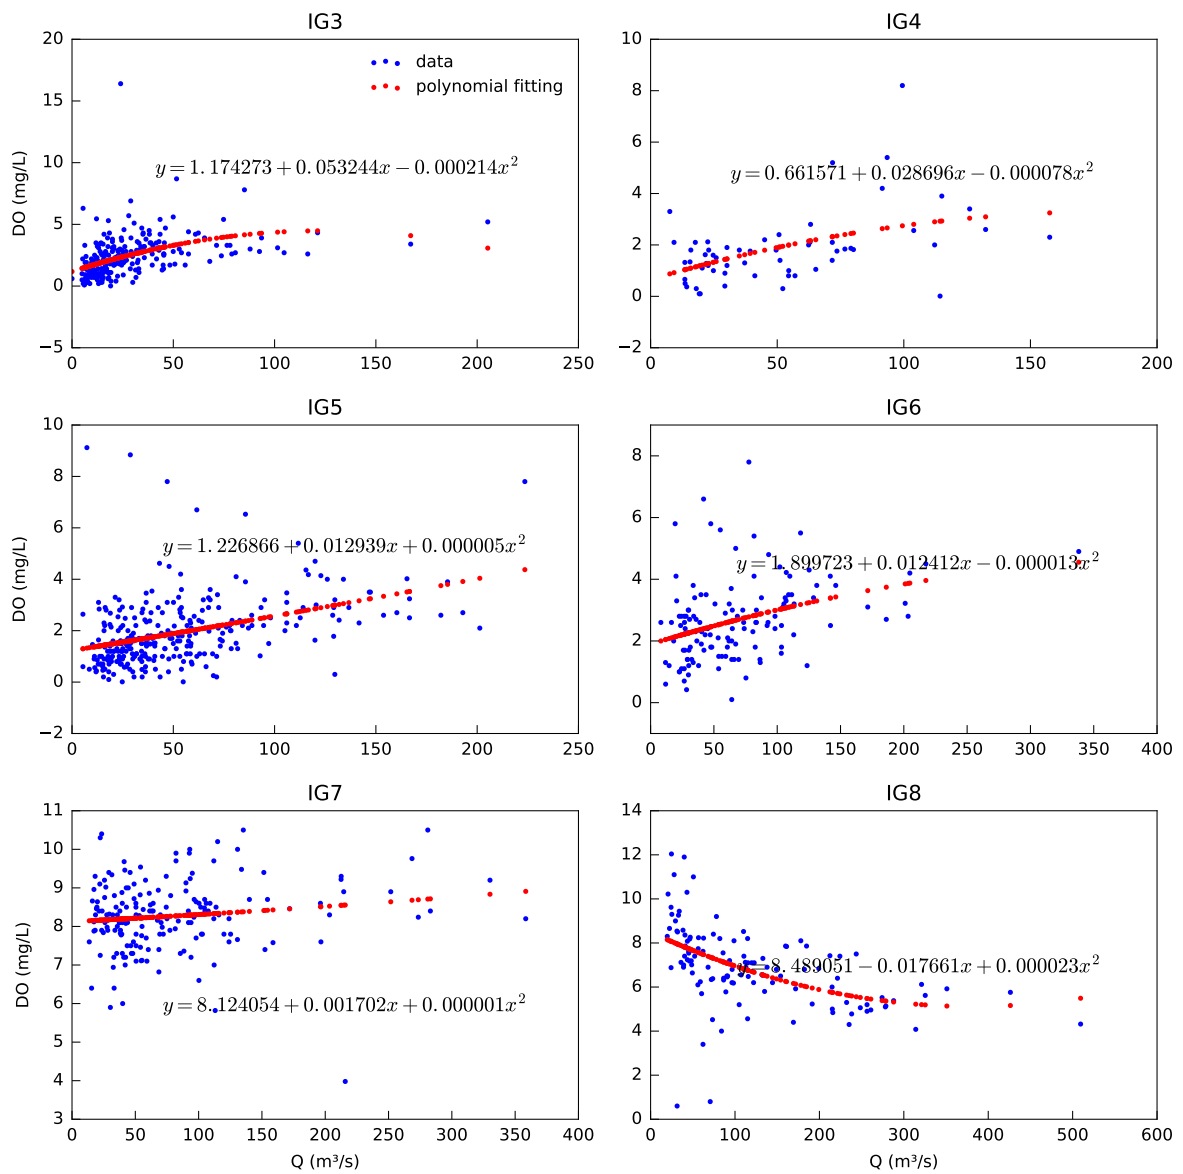 IG3
20
15
10
5
0
−5
DO (mg/L)
data
polynomial fitting
y = 1.174273 + 0.053244x − 0.000214x²
0 50 100 150 200 250
IG4
10
8
6
4
2
0
−2
y = 0.661571 + 0.028696x − 0.000078x²
0 50 100 150 200
IG5
10
8
6
4
2
0
−2
DO (mg/L)
y = 1.226866 + 0.012939x + 0.000005x²
0 50 100 150 200 250
IG6
8
6
4
2
0
y = 1.899723 + 0.012412x − 0.000013x²
0 50 100 150 200 250 300 350 400
IG7
11
10
9
8
7
6
5
4
3
DO (mg/L)
y = 8.124054 + 0.001702x + 0.000001x²
0 50 100 150 200 250 300 350 400
Q (m³/s)
IG8
14
12
10
8
6
4
2
0
y = 8.489051 − 0.017661x + 0.000023x²
0 100 200 300 400 500 600
Q (m³/s)